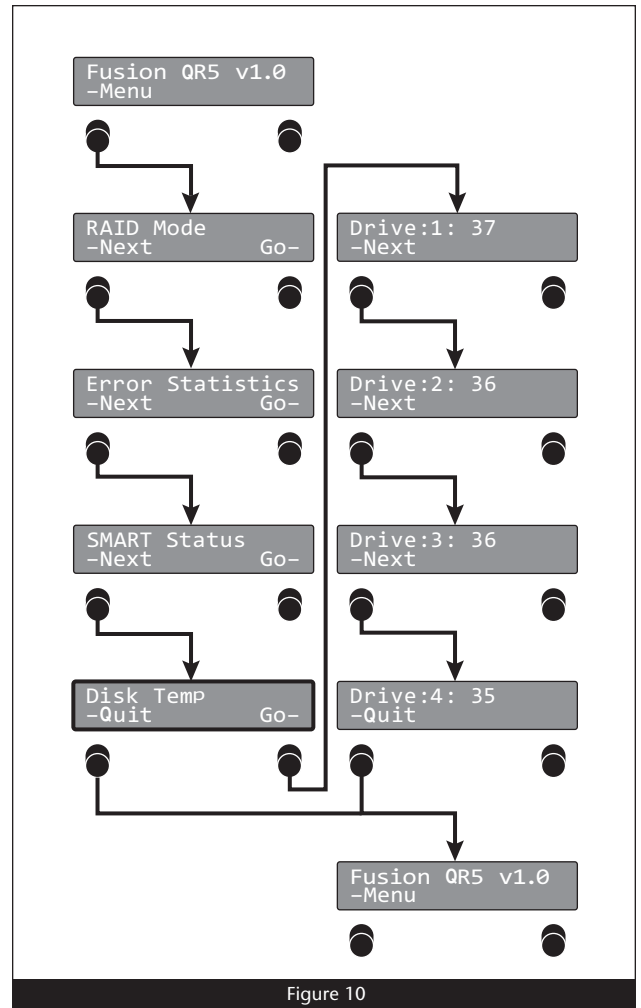 Fusion QR5 v1.0
–Menu
RAID Mode
–Next Go–
Error Statistics
–Next Go–
SMART Status
–Next Go–
Disk Temp
–Quit Go–
Drive:1: 37
–Next
Drive:2: 36
–Next
Drive:3: 36
–Next
Drive:4: 35
–Quit
Fusion QR5 v1.0
–Menu
Figure 10